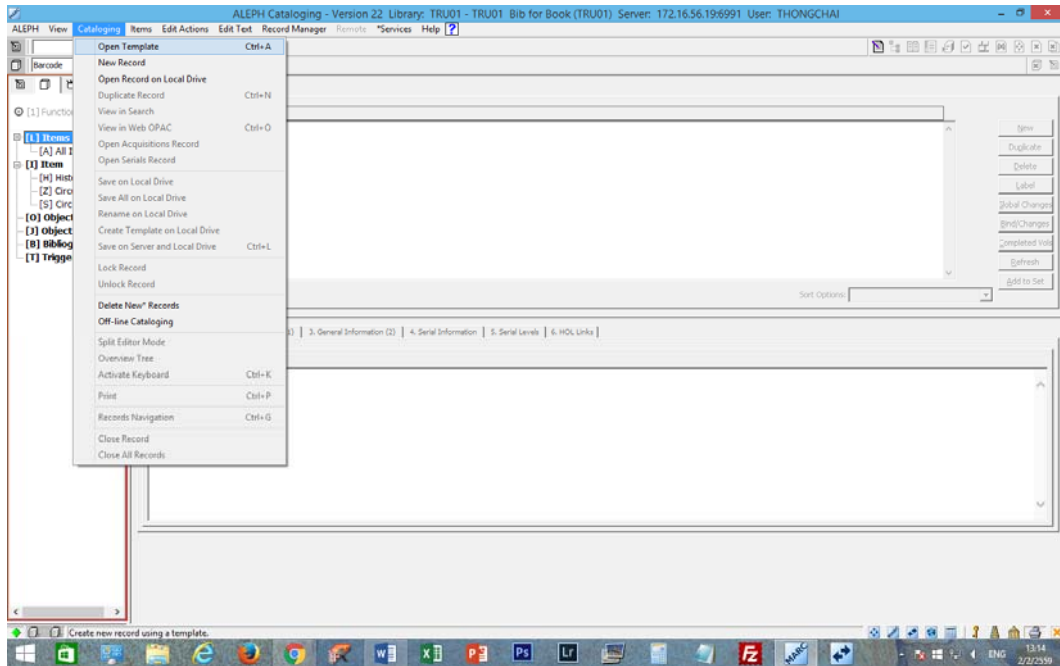 ALEPH Cataloging - Version 22 Library: TRU01 - TRU01 Bib for Book (TRU01) Server: 172.16.56.19:6991 User: THONGCHAI
ALEPH View Cataloging Items Edit Actions Edit Text Record Manager Remote *Services Help ?
Barcode
Open Template Ctrl+A
New Record
Open Record on Local Drive
Duplicate Record Ctrl+N
View in Search
View in Web OPAC Ctrl+O
Open Acquisitions Record
Open Serials Record
Save on Local Drive
Save All on Local Drive
Rename on Local Drive
Create Template on Local Drive
Save on Server and Local Drive Ctrl+L
Lock Record
Unlock Record
Delete New* Records
Off-line Cataloging
Split Editor Mode
Overview Tree
Activate Keyboard Ctrl+K
Print Ctrl+P
Records Navigation Ctrl+G
Close Record
Close All Records
[1] Functio
[L] Items
[A] All I
[I] Item
[H] Hist
[Z] Circ
[S] Circ
[O] Object
[J] Object
[B] Bibliog
[T] Trigge
New
Duplicate
Delete
Label
Global Changes
Bind/Changes
Completed Vols
Refresh
Add to Set
Sort Options:
3. General Information (2) 4. Serial Information 5. Serial Levels 6. HOL Links
Create new record using a template.
Ps
Lr
Fz
MARC
ENG
13:14
2/2/2559